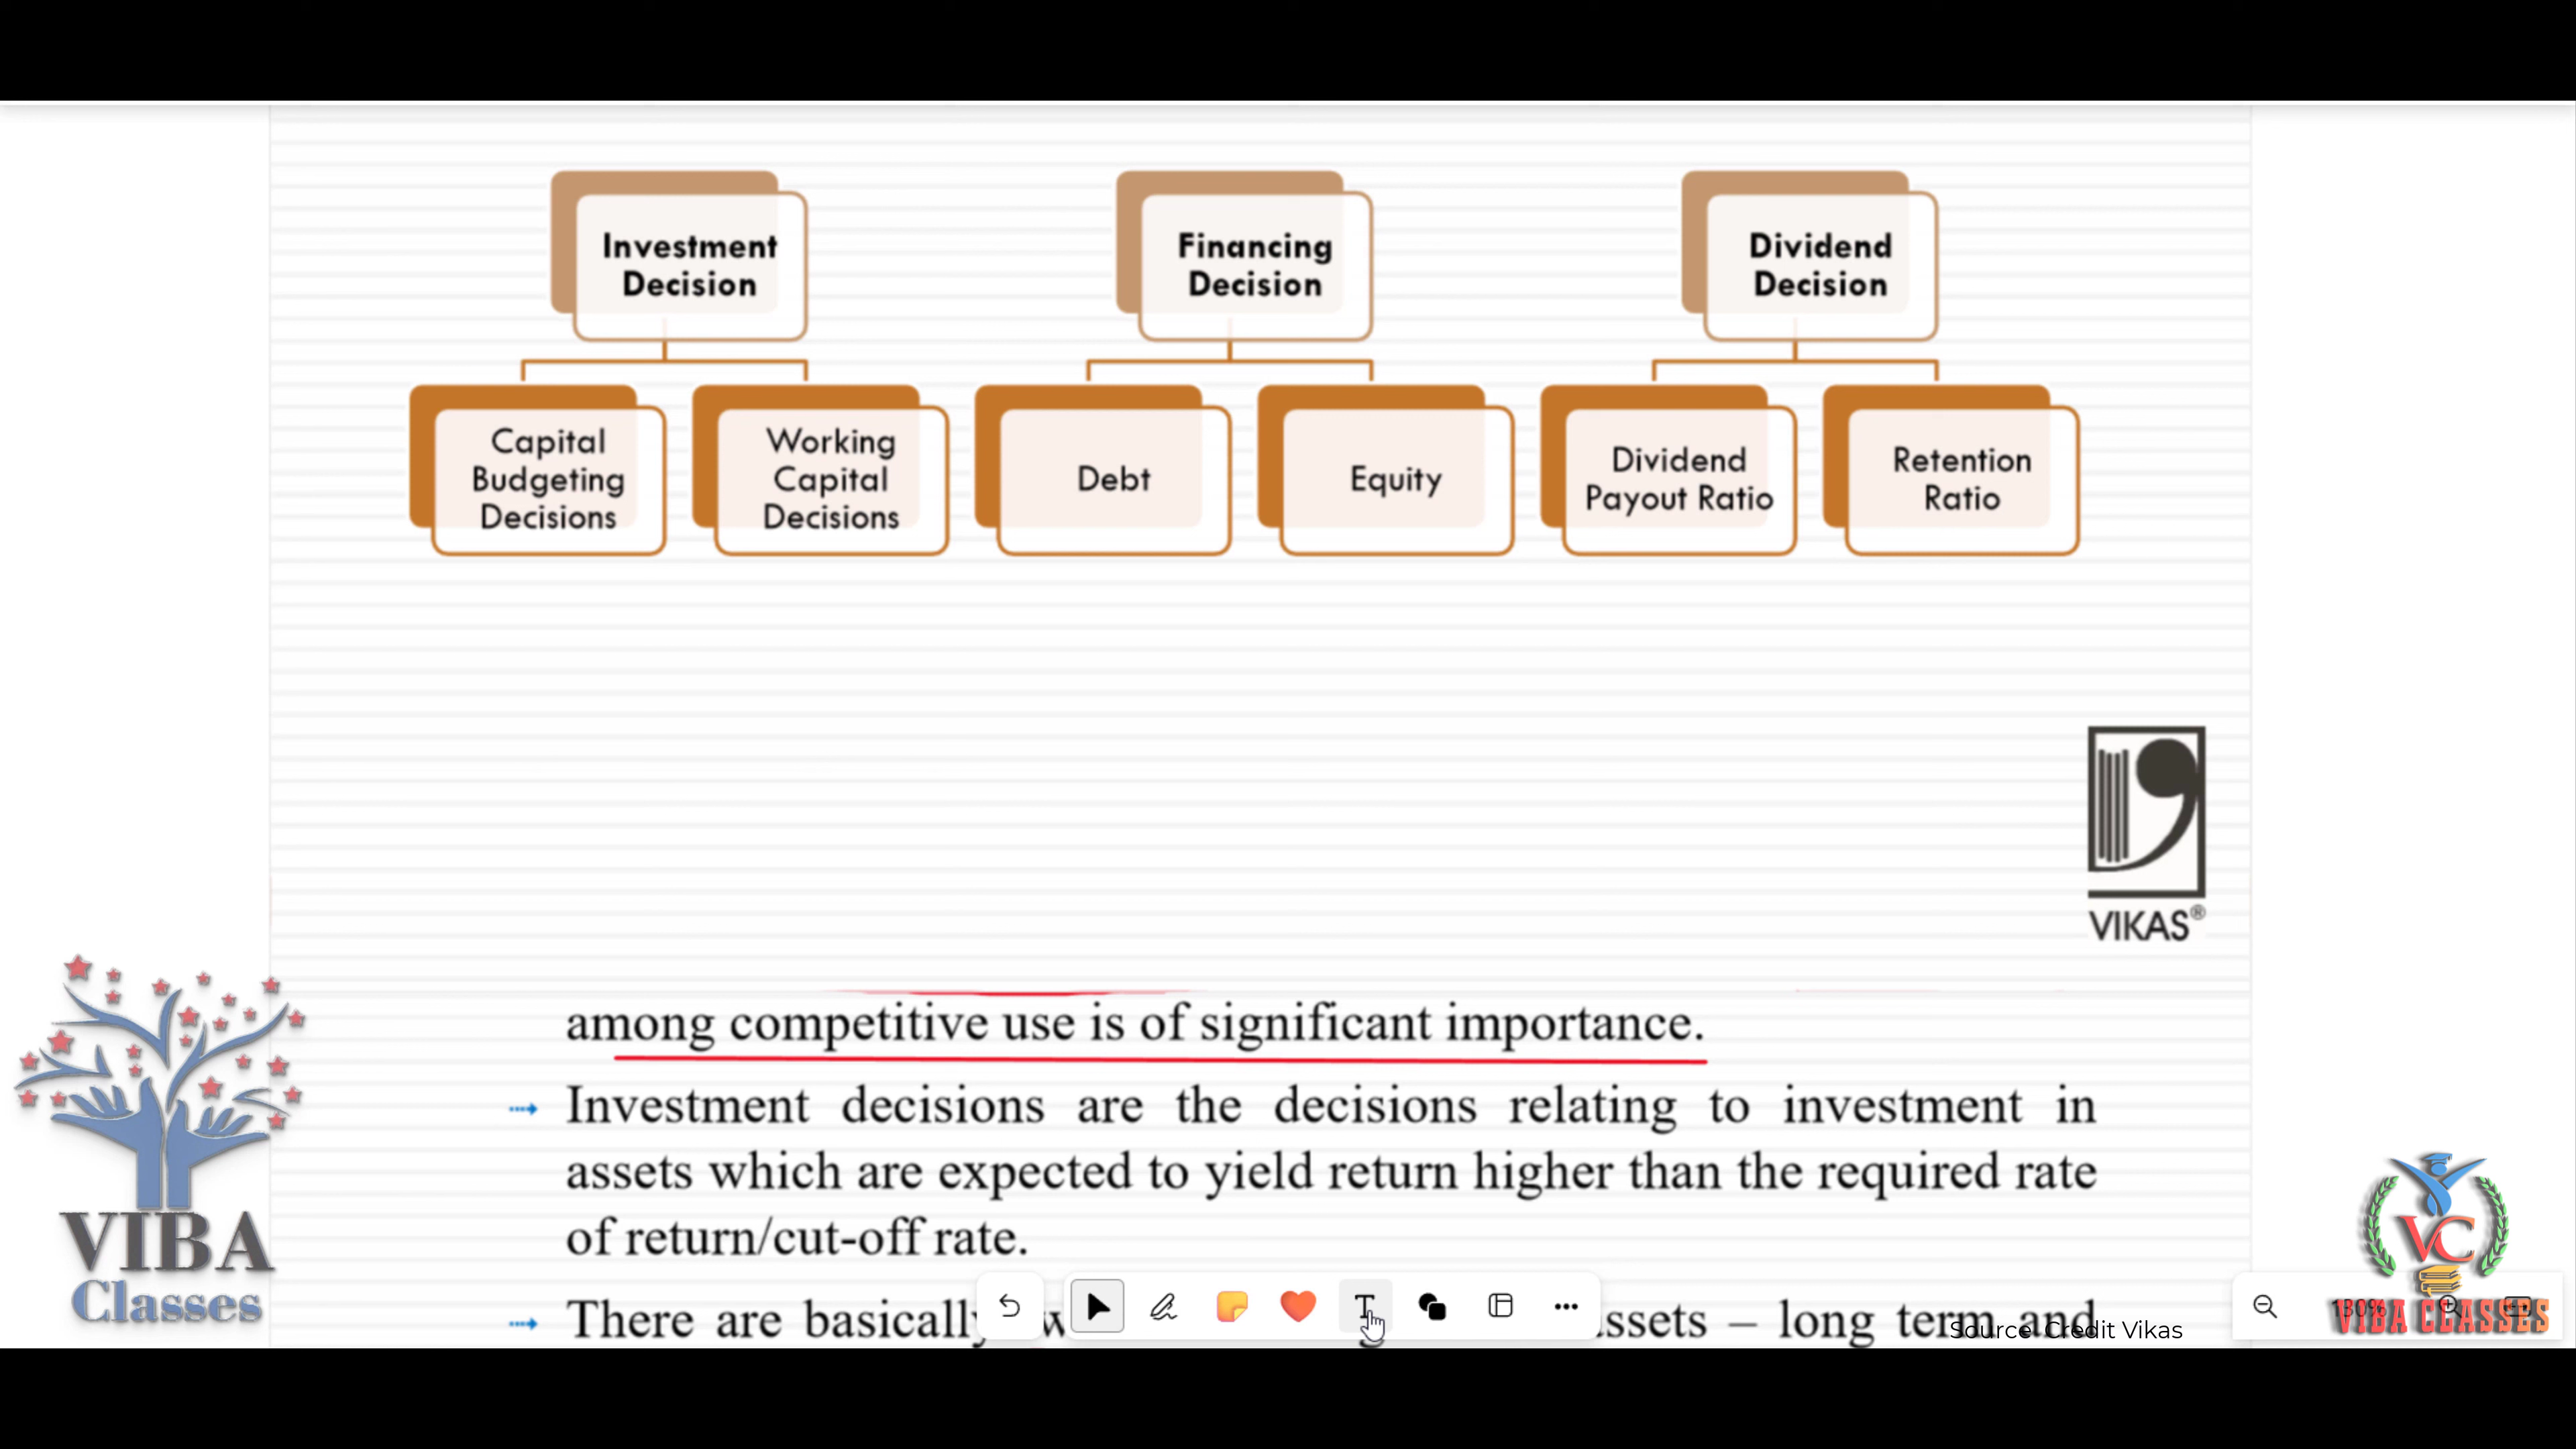 Investment
Decision
Financing
Decision
Dividend
Decision
Capital
Budgeting
Decisions
Working
Capital
Decisions
Debt
Equity
Dividend
Payout Ratio
Retention
Ratio
VIKAS®
among competitive use is of significant importance.
Investment decisions are the decisions relating to investment in
assets which are expected to yield return higher than the required rate
of return/cut-off rate.
There are basically assets – long term and
VIBA
Classes
T
VC
VIBA CLASSES
130%
Source Credit Vikas